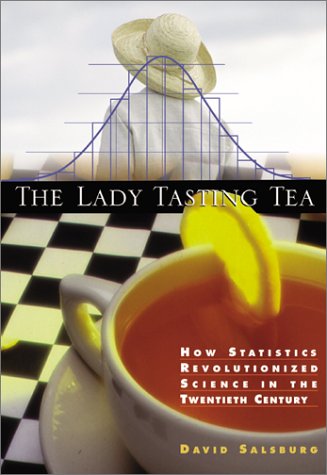 THE LADY TASTING TEA
HOW STATISTICS
REVOLUTIONIZED
SCIENCE IN THE
TWENTIETH CENTURY
DAVID SALSBURG